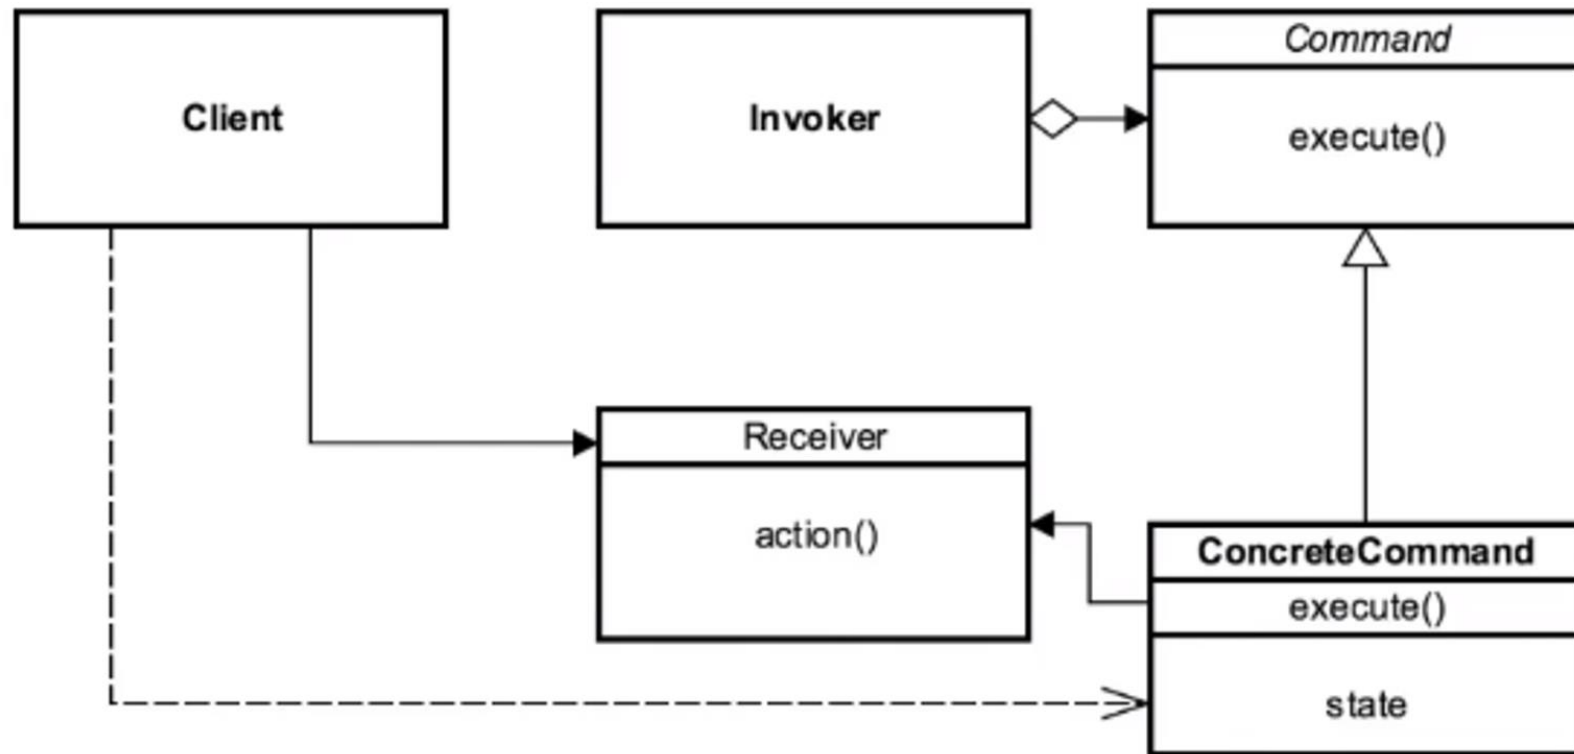 Client
Invoker
Command
execute()
Receiver
action()
ConcreteCommand
execute()
state